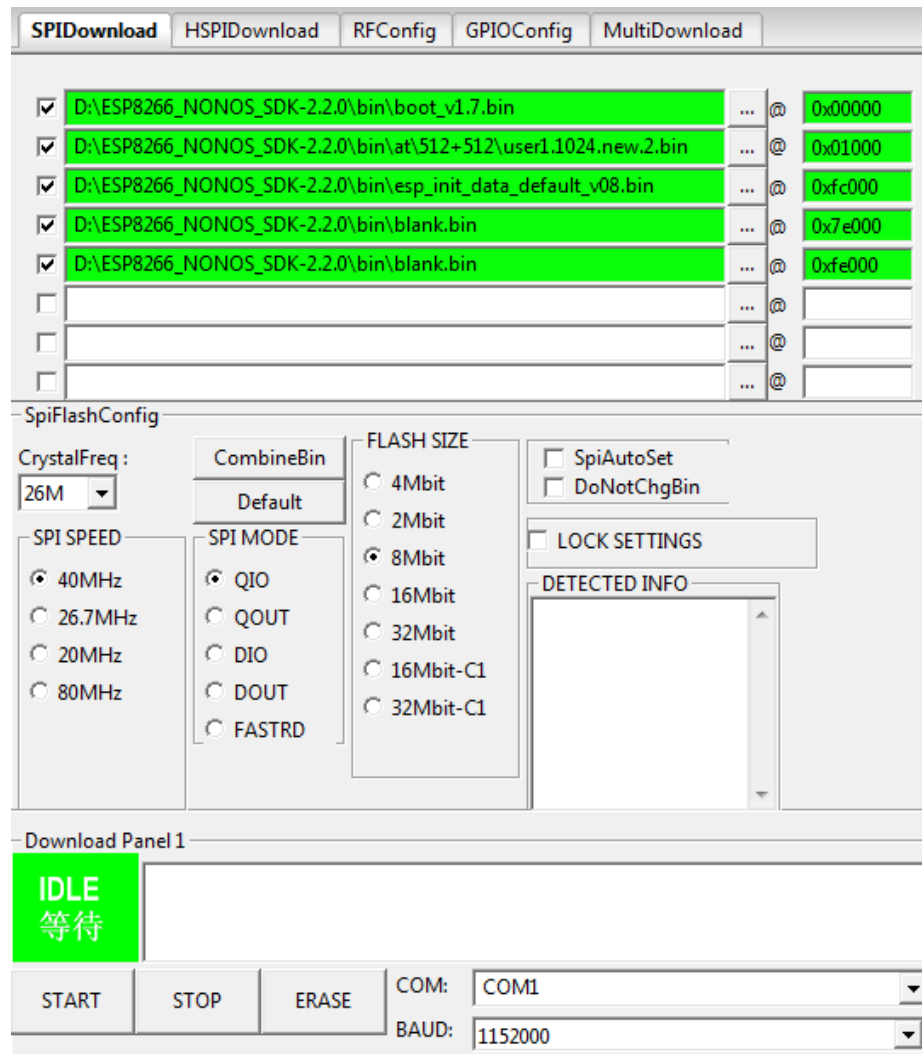 SPIDownload HSPIDownload RFConfig GPIOConfig MultiDownload
D:\ESP8266_NONOS_SDK-2.2.0\bin\boot_v1.7.bin ... @ 0x00000
D:\ESP8266_NONOS_SDK-2.2.0\bin\at\512+512\user1.1024.new.2.bin ... @ 0x01000
D:\ESP8266_NONOS_SDK-2.2.0\bin\esp_init_data_default_v08.bin ... @ 0xfc000
D:\ESP8266_NONOS_SDK-2.2.0\bin\blank.bin ... @ 0x7e000
D:\ESP8266_NONOS_SDK-2.2.0\bin\blank.bin ... @ 0xfe000
... @
... @
... @
SpiFlashConfig
CrystalFreq :
26M
CombineBin
Default
SPI SPEED
40MHz
26.7MHz
20MHz
80MHz
SPI MODE
QIO
QOUT
DIO
DOUT
FASTRD
FLASH SIZE
4Mbit
2Mbit
8Mbit
16Mbit
32Mbit
16Mbit-C1
32Mbit-C1
SpiAutoSet
DoNotChgBin
LOCK SETTINGS
DETECTED INFO
Download Panel 1
IDLE
等待
START STOP ERASE
COM: COM1
BAUD: 1152000